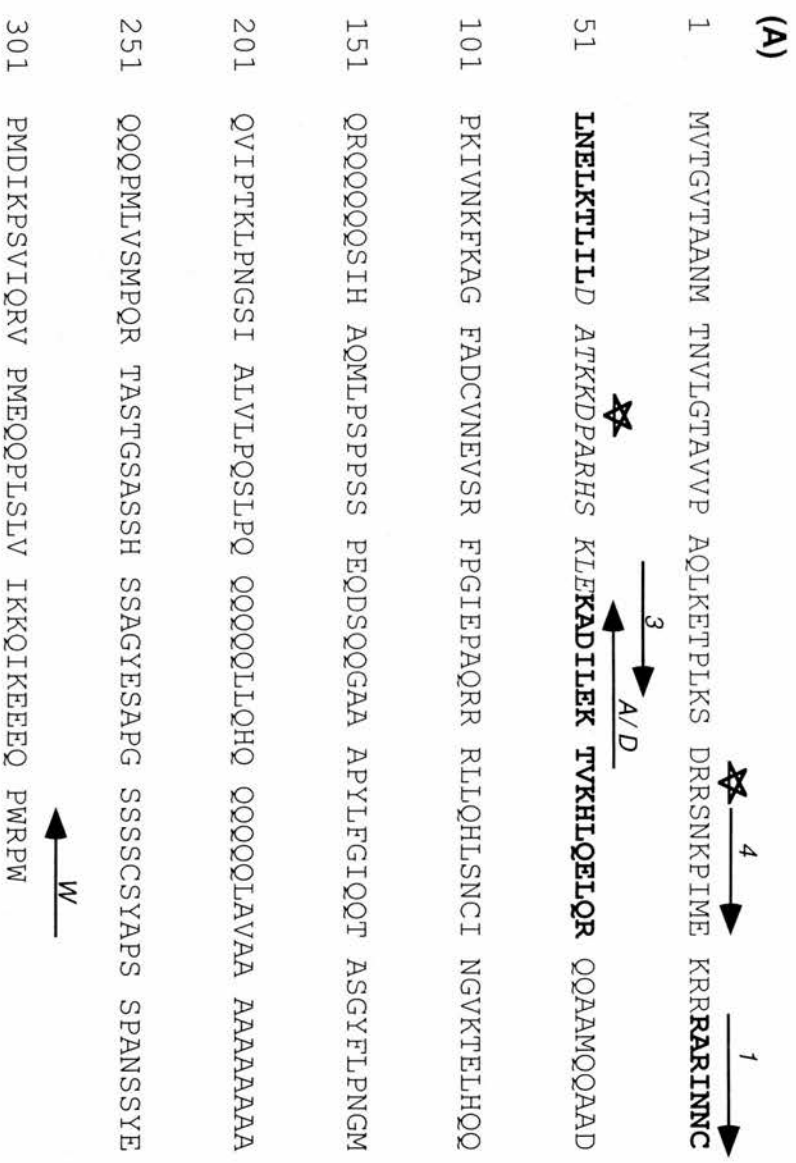 (A)
4 1
1 MVTGVTAANM TNVLGTAVVP AQLKETPLKS DRRSNKPIME KRRRARINNC
3
A/D
51 LNELKTLILD ATKKDPARHS KLEKADILEK TVKHLQELQR QQAAMQQAAD
101 PKIVNKFKAG FADCVNEVSR FPGIEPAQRR RLLQHLSNCI NGVKTELHQQ
151 QRQQQQQSIH AQMLPSPPSS PEQDSQQGAA APYLFGIQQT ASGYFLPNGM
201 QVIPTKLPNGSI ALVLPQSLPQ QQQQQLLQHQ QQQQQLAVAA AAAAAAAA
251 QQQPMLVSMPQR TASTGSASSH SSAGYESAPG SSSSCSYAPS SPANSSYE
W
301 PMDIKPSVIQRV PMEQQPLSLV IKKQIKEEEQ PWRPW